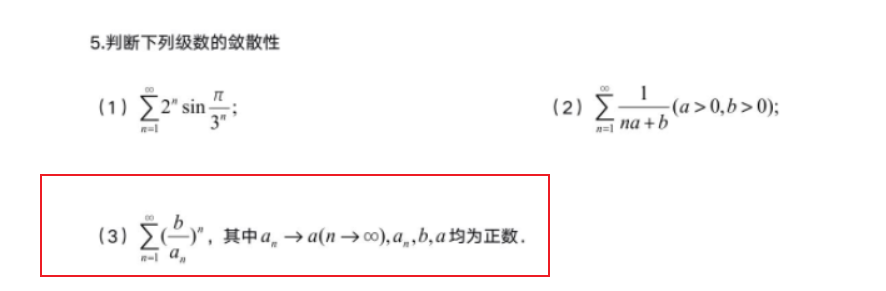 5.判断下列级数的敛散性
(1) $\sum_{n=1}^{\infty} 2^n \sin \frac{\pi}{3^n}$; (2) $\sum_{n=1}^{\infty} \frac{1}{na+b} (a>0,b>0)$;
(3) $\sum_{n=1}^{\infty} (\frac{b}{a_n})^n$, 其中 $a_n \to a(n \to \infty), a_n, b, a$ 均为正数.